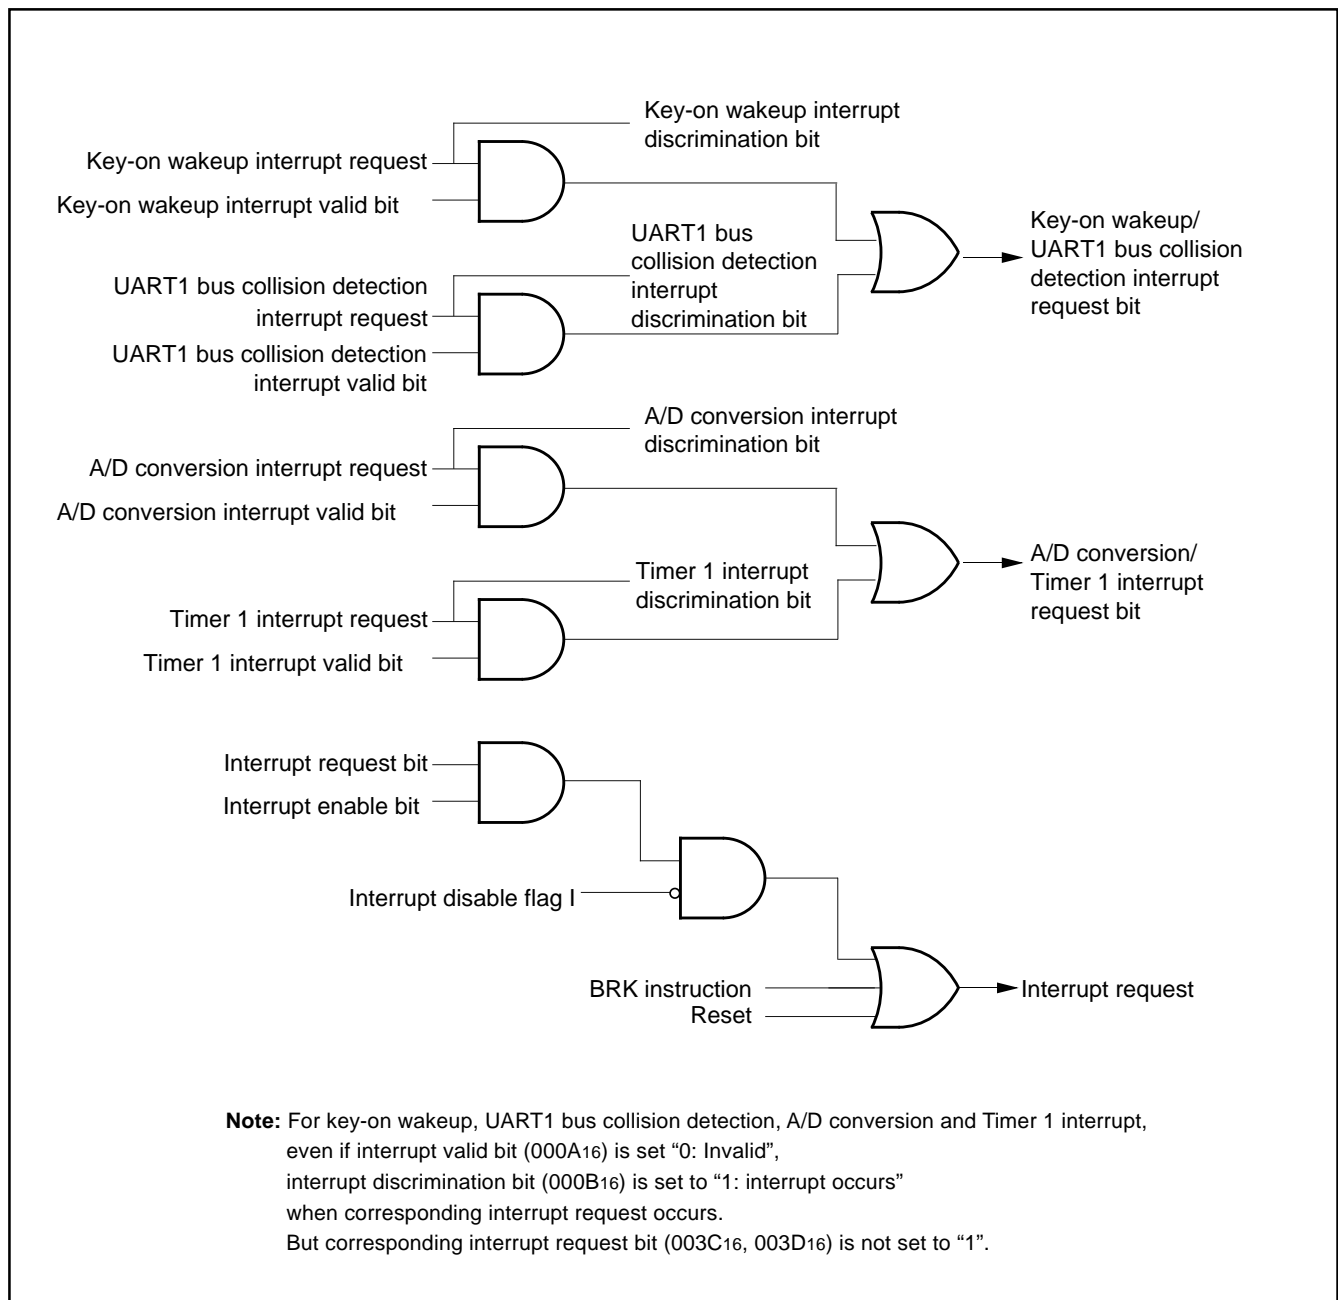 Key-on wakeup interrupt
discrimination bit
Key-on wakeup interrupt request
Key-on wakeup interrupt valid bit
Key-on wakeup/
UART1 bus collision
detection interrupt
request bit
UART1 bus
collision detection
interrupt
discrimination bit
UART1 bus collision detection
interrupt request
UART1 bus collision detection
interrupt valid bit
A/D conversion interrupt
discrimination bit
A/D conversion interrupt request
A/D conversion interrupt valid bit
A/D conversion/
Timer 1 interrupt
request bit
Timer 1 interrupt
discrimination bit
Timer 1 interrupt request
Timer 1 interrupt valid bit
Interrupt request bit
Interrupt enable bit
Interrupt disable flag I
BRK instruction
Reset
Interrupt request
Note: For key-on wakeup, UART1 bus collision detection, A/D conversion and Timer 1 interrupt,
even if interrupt valid bit (000A16) is set “0: Invalid”,
interrupt discrimination bit (000B16) is set to “1: interrupt occurs”
when corresponding interrupt request occurs.
But corresponding interrupt request bit (003C16, 003D16) is not set to “1”.